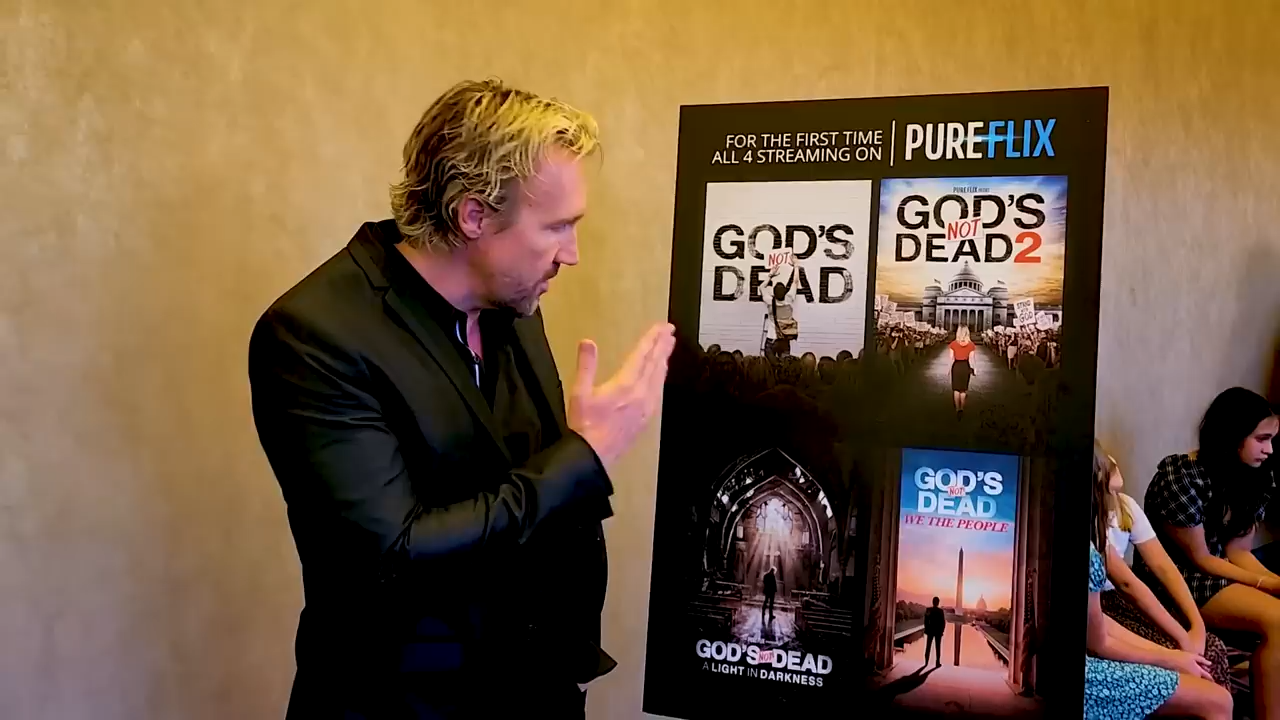 FOR THE FIRST TIME
ALL 4 STREAMING ON
PUREFLIX
GOD'S
NOT
DEAD
PUREFLIX
GOD'S
NOT
DEAD 2
GOD'S
NOT
DEAD
WE THE PEOPLE
GOD'S NOT DEAD
A LIGHT IN DARKNESS